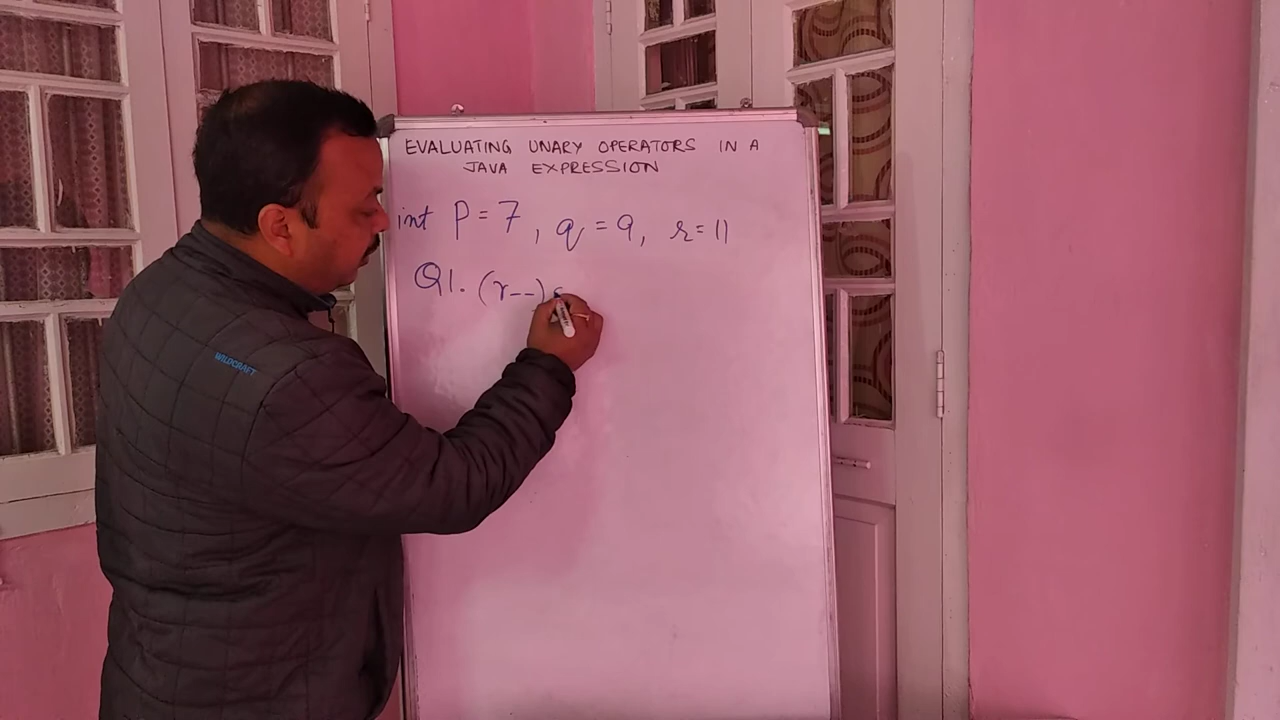 EVALUATING UNARY OPERATORS IN A
JAVA EXPRESSION
int P = 7, q = 9, r = 11
Q1. (r--)
WILDCRAFT